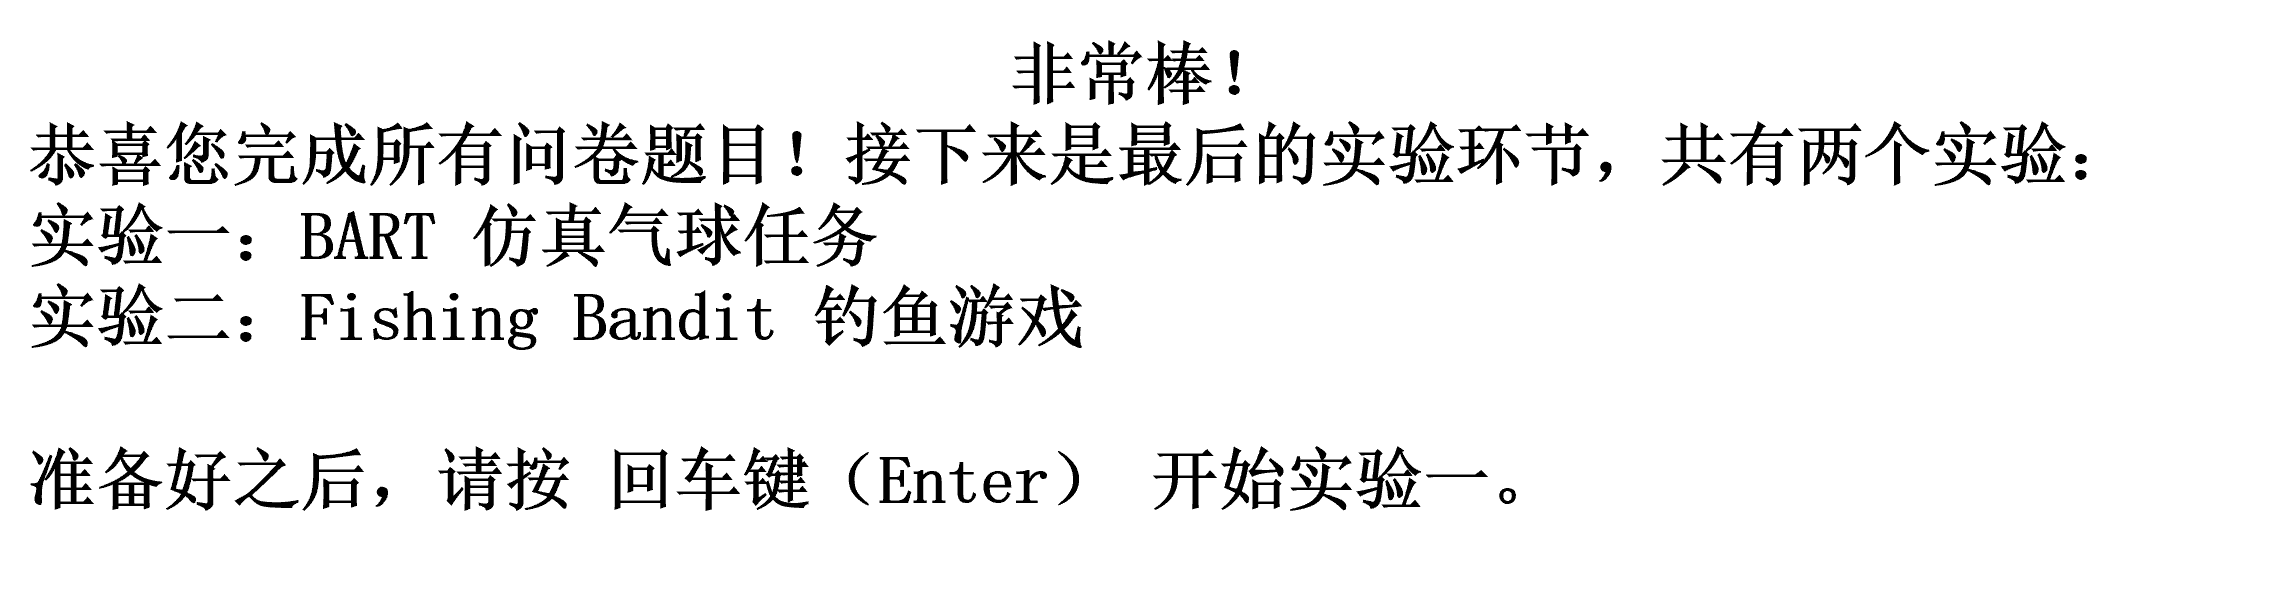 非常棒！
恭喜您完成所有问卷题目！接下来是最后的实验环节，共有两个实验：
实验一：BART 仿真气球任务
实验二：Fishing Bandit 钓鱼游戏
准备好之后，请按 回车键（Enter） 开始实验一。